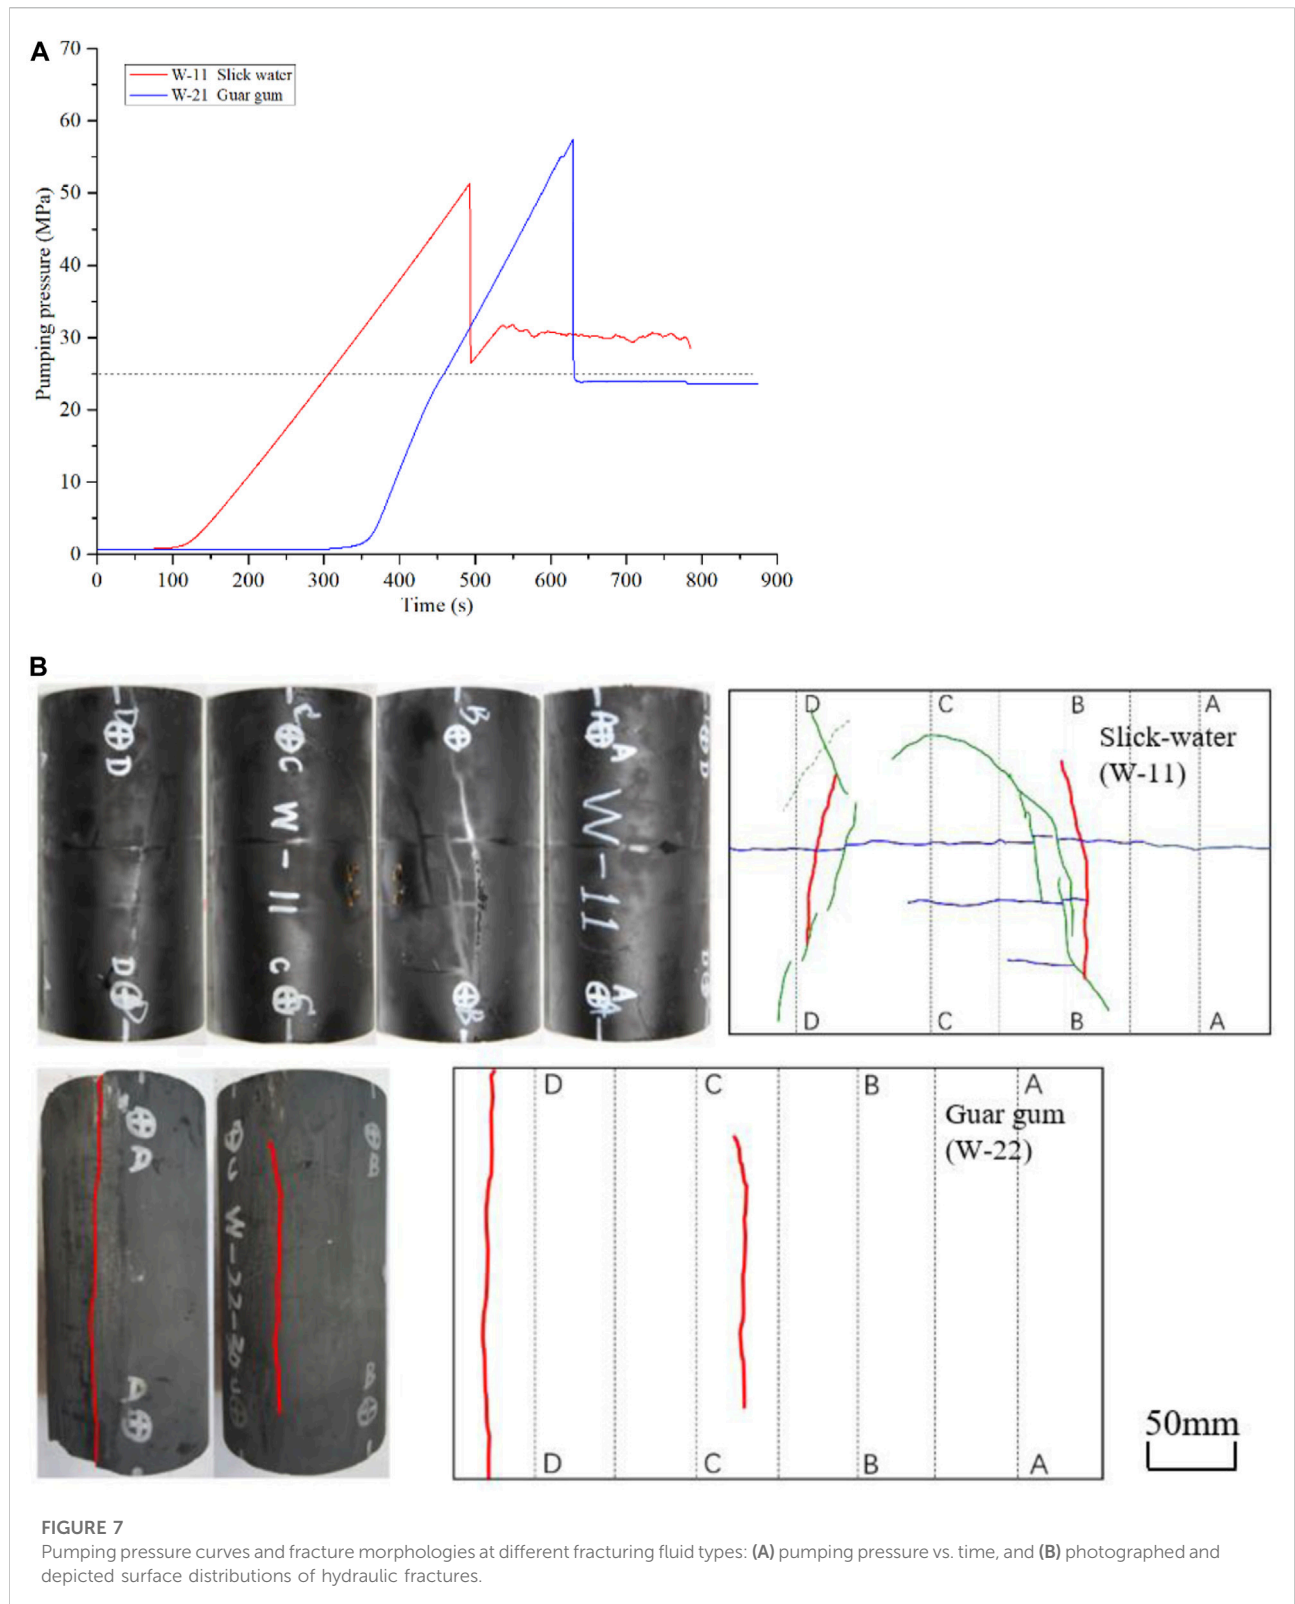 A
70
60
50
40
30
20
10
0
Pumping pressure (MPa)
W-11 Slick water
W-21 Guar gum
0 100 200 300 400 500 600 700 800 900
Time (s)
B
D
D
C
W-11
C
B
B
A
W-11
A
D C B A
Slick-water
(W-11)
D C B A
A
A
C
W-22-30
B
B
D C B A
Guar gum
(W-22)
D C B A
50mm
FIGURE 7
Pumping pressure curves and fracture morphologies at different fracturing fluid types: (A) pumping pressure vs. time, and (B) photographed and
depicted surface distributions of hydraulic fractures.